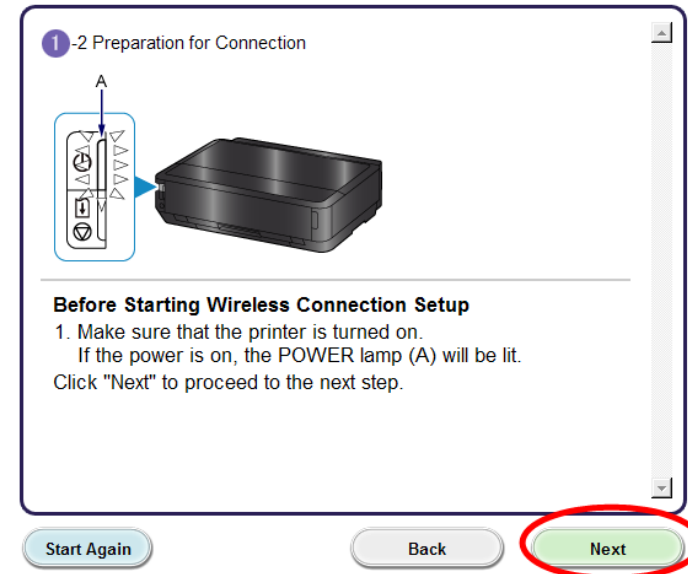 1 -2 Preparation for Connection
A
Before Starting Wireless Connection Setup
1. Make sure that the printer is turned on.
If the power is on, the POWER lamp (A) will be lit.
Click "Next" to proceed to the next step.
Start Again Back Next